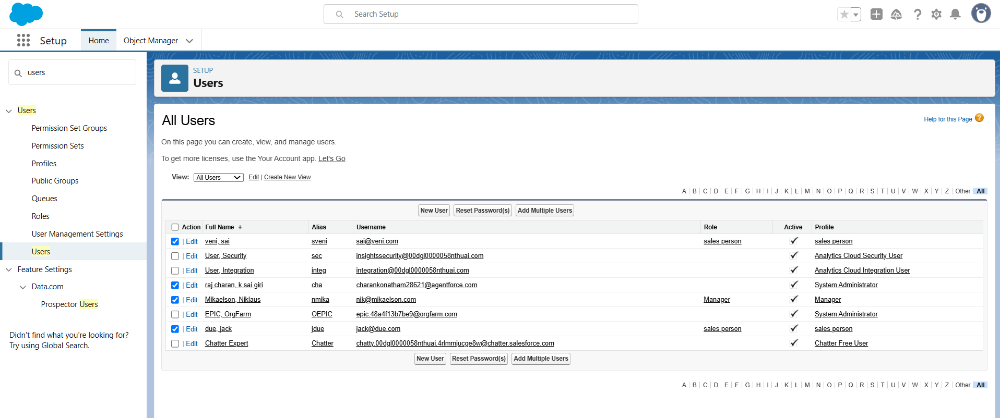 Search Setup
Setup
Home
Object Manager
users
Users
Permission Set Groups
Permission Sets
Profiles
Public Groups
Queues
Roles
User Management Settings
Users
Feature Settings
Data.com
Prospector Users
Didn't find what you're looking for?
Try using Global Search.
SETUP
Users
All Users
Help for this Page ?
On this page you can create, view, and manage users.
To get more licenses, use the Your Account app. Let's Go
View: All Users Edit | Create New View
A | B | C | D | E | F | G | H | I | J | K | L | M | N | O | P | Q | R | S | T | U | V | W | X | Y | Z | Other | All
New User Reset Password(s) Add Multiple Users
Action Full Name Alias Username Role Active Profile
| Edit veni, sai sveni sai@veni.com sales person sales person
| Edit User, Security sec insightssecurity@00dgl0000058nthuai.com Analytics Cloud Security User
| Edit User, Integration integ integration@00dgl0000058nthuai.com Analytics Cloud Integration User
| Edit raj charan, k sai giri cha charankonatham28621@agentforce.com System Administrator
| Edit Mikaelson, Niklaus nmika nik@mikaelson.com Manager Manager
| Edit EPIC, OrgFarm OEPIC epic.48a4f13b7be9@orgfarm.com System Administrator
| Edit due, jack jdue jack@due.com sales person sales person
| Edit Chatter Expert Chatter chatty.00dgl0000058nthuai.4rlmmjucge8w@chatter.salesforce.com Chatter Free User
New User Reset Password(s) Add Multiple Users
A | B | C | D | E | F | G | H | I | J | K | L | M | N | O | P | Q | R | S | T | U | V | W | X | Y | Z | Other | All